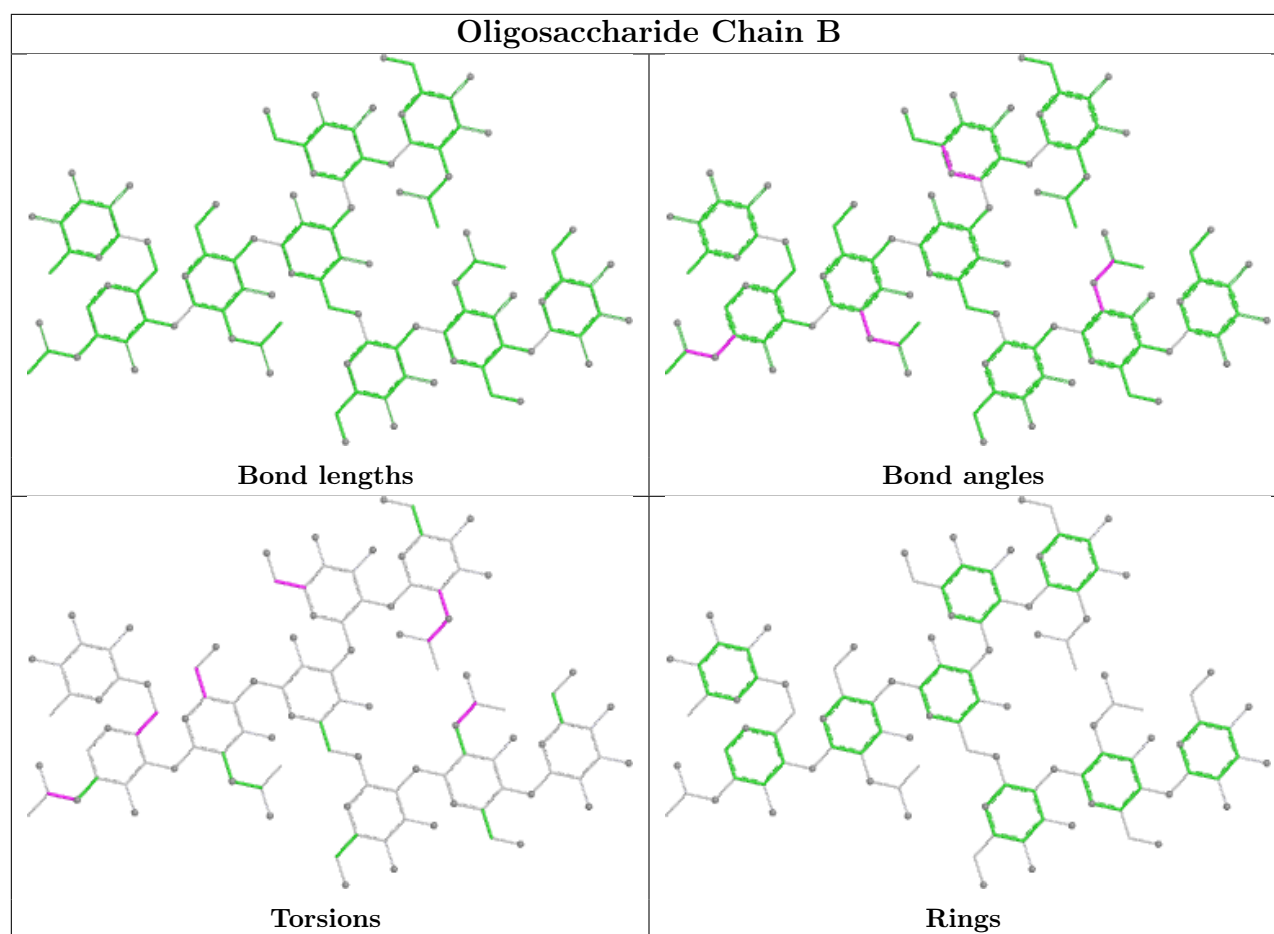 Oligosaccharide Chain B
Bond lengths
Bond angles
Torsions
Rings